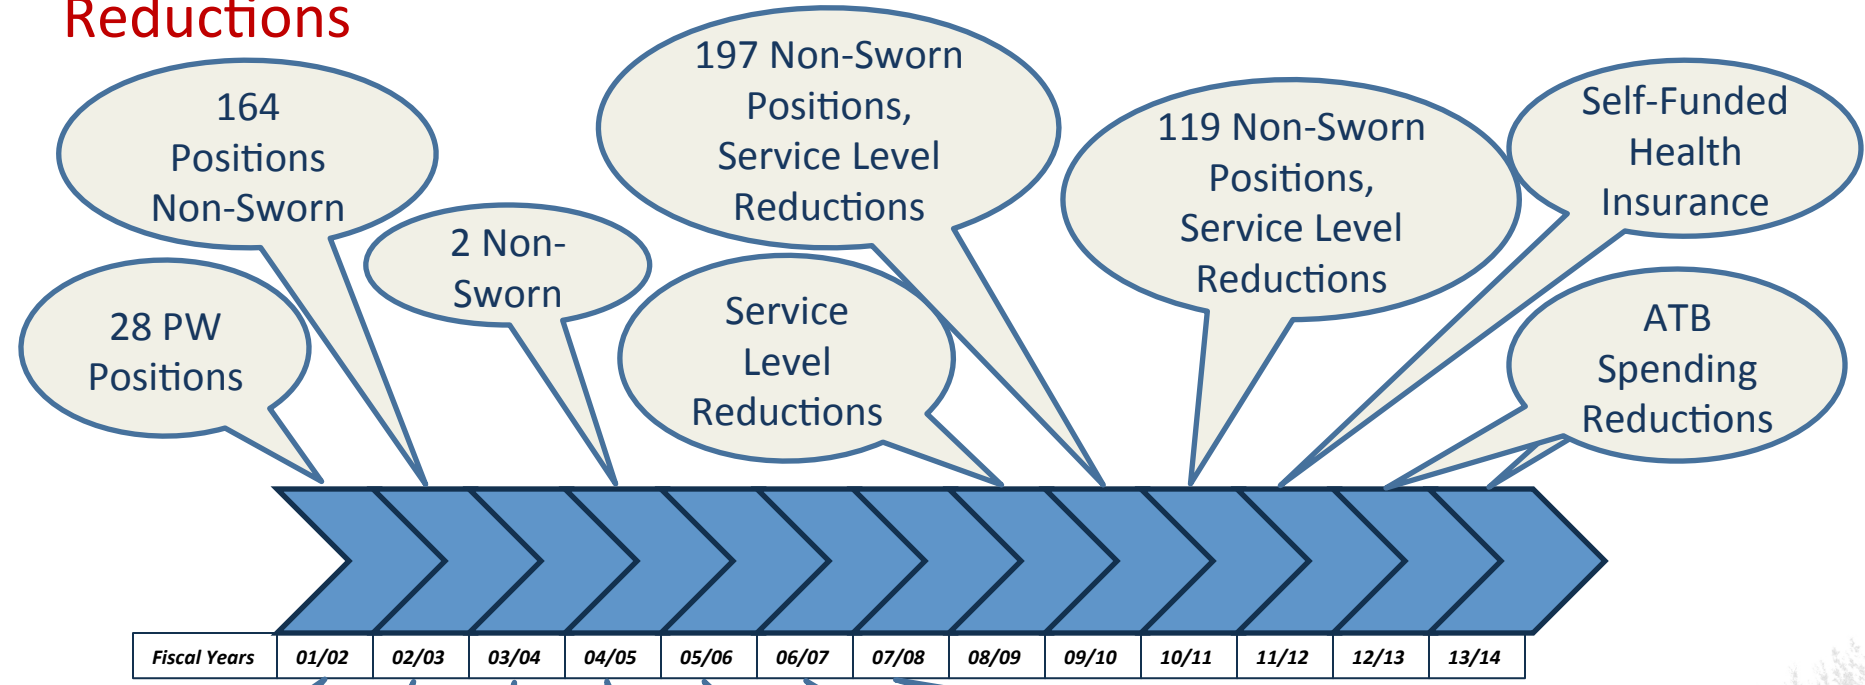 Reductions
164
Positions
Non-Sworn
28 PW
Positions
2 Non-
Sworn
197 Non-Sworn
Positions,
Service Level
Reductions
Service
Level
Reductions
119 Non-Sworn
Positions,
Service Level
Reductions
Self-Funded
Health
Insurance
ATB
Spending
Reductions
Fiscal Years 01/02 02/03 03/04 04/05 05/06 06/07 07/08 08/09 09/10 10/11 11/12 12/13 13/14